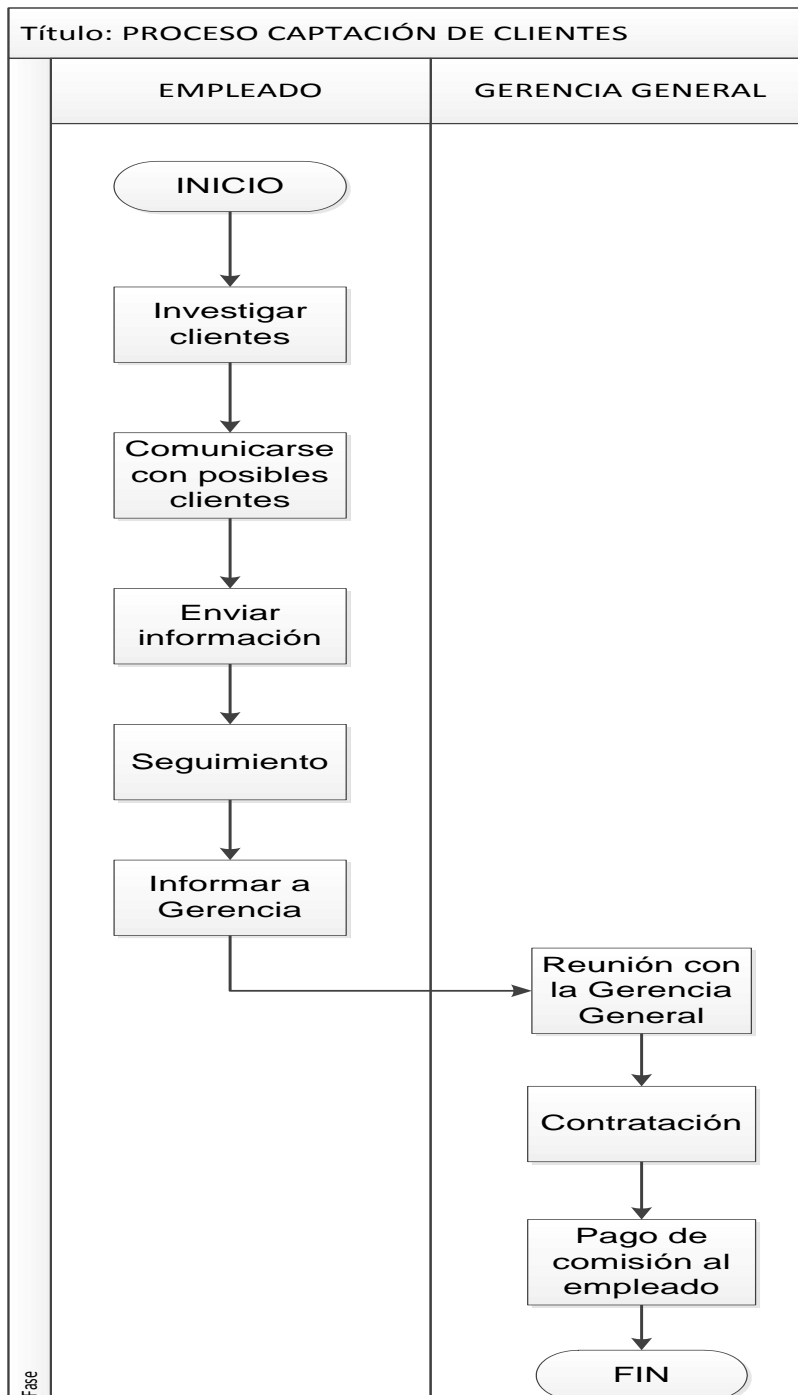 Título: PROCESO CAPTACIÓN DE CLIENTES
EMPLEADO
GERENCIA GENERAL
INICIO
Investigar
clientes
Comunicarse
con posibles
clientes
Enviar
información
Seguimiento
Informar a
Gerencia
Reunión con
la Gerencia
General
Contratación
Pago de
comisión al
empleado
FIN
Fase